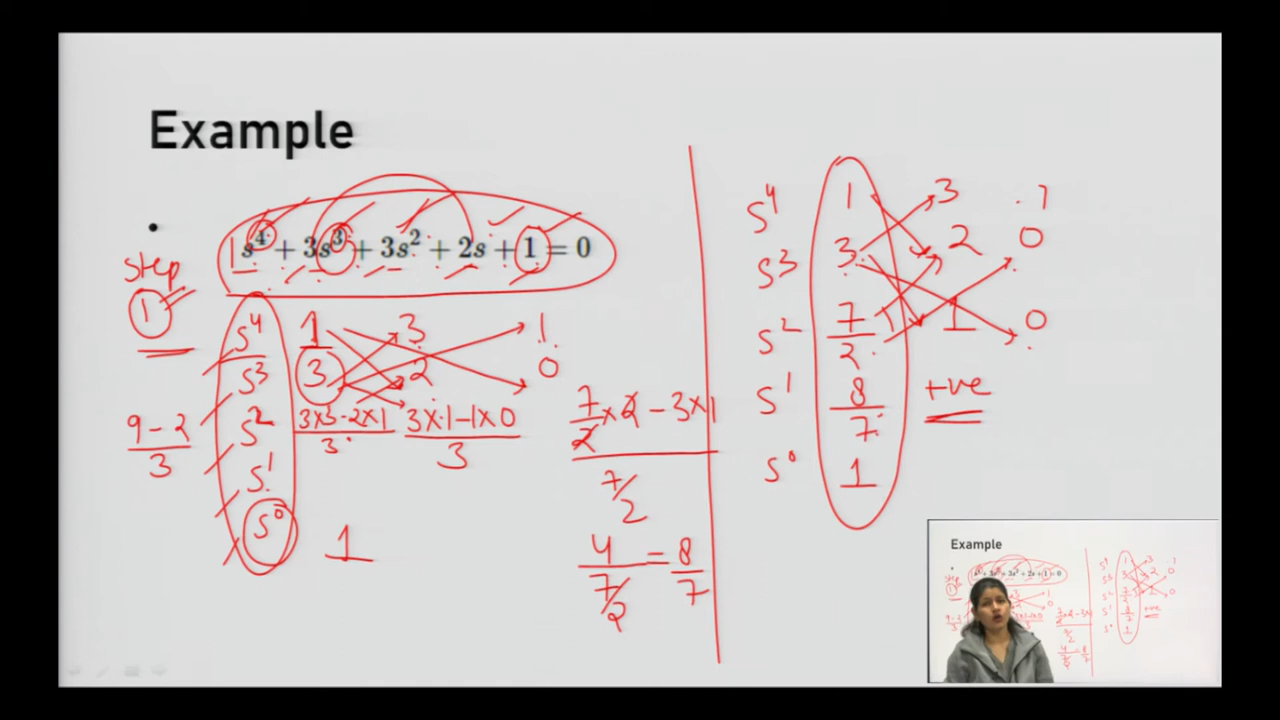 Example
• 1s⁴ + 3s³ + 3s² + 2s + 1 = 0
Step
1
s⁴ 1 3 1
s³ 3 2 0
s² (3×3-2×1)/3 (3×1-1×0)/3
(9-2)/3
s¹
s⁰ 1
(7/2×2 - 3×1)/(7/2)
4/(7/2) = 8/7
s⁴ 1 3 1
s³ 3 2 0
s² 7/2 1 0
s¹ 8/7 +ve
s⁰ 1
Example